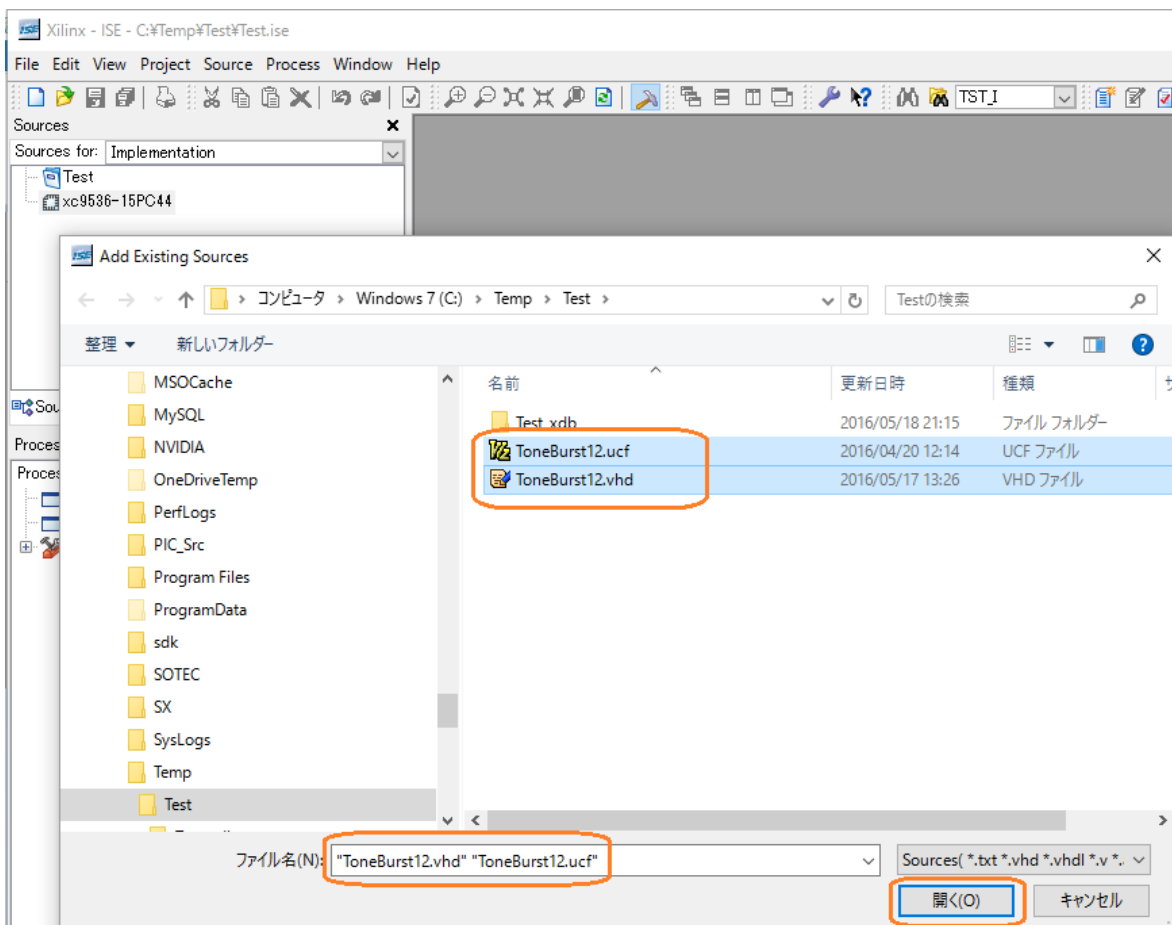 Xilinx - ISE - C:¥Temp¥Test¥Test.ise
File Edit View Project Source Process Window Help
TST_I
Sources
Sources for: Implementation
Test
xc9536-15PC44
Add Existing Sources
コンピュータ › Windows 7 (C:) › Temp › Test ›
Testの検索
整理 新しいフォルダー
名前 更新日時 種類
MSOCache
MySQL
NVIDIA
OneDriveTemp
PerfLogs
PIC_Src
Program Files
ProgramData
sdk
SOTEC
SX
SysLogs
Temp
Test
Test_xdb 2016/05/18 21:15 ファイル フォルダー
ToneBurst12.ucf 2016/04/20 12:14 UCF ファイル
ToneBurst12.vhd 2016/05/17 13:26 VHD ファイル
Sou
Proces
Proces
ファイル名(N): "ToneBurst12.vhd" "ToneBurst12.ucf"
Sources( *.txt *.vhd *.vhdl *.v *.
開く(O) キャンセル